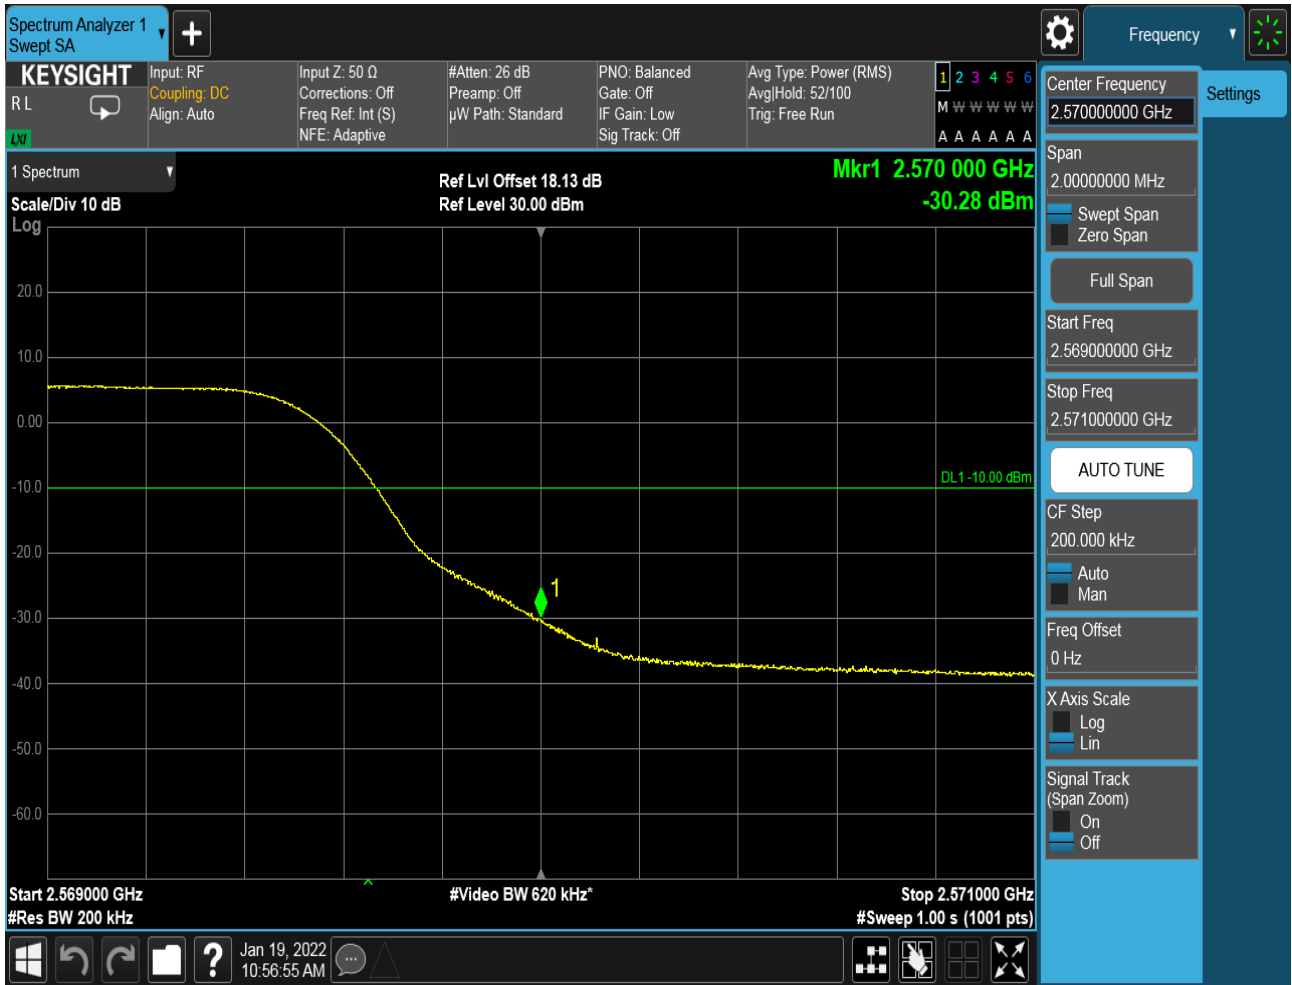 Spectrum Analyzer 1
Swept SA
Frequency
KEYSIGHT
R L
LXI
Input: RF
Coupling: DC
Align: Auto
Input Z: 50 Ω
Corrections: Off
Freq Ref: Int (S)
NFE: Adaptive
#Atten: 26 dB
Preamp: Off
µW Path: Standard
PNO: Balanced
Gate: Off
IF Gain: Low
Sig Track: Off
Avg Type: Power (RMS)
Avg|Hold: 52/100
Trig: Free Run
1 2 3 4 5 6
M W W W W W
A A A A A A
1 Spectrum
Scale/Div 10 dB
Log
Ref Lvl Offset 18.13 dB
Ref Level 30.00 dBm
Mkr1 2.570 000 GHz
-30.28 dBm
20.0
10.0
0.00
-10.0
-20.0
-30.0
-40.0
-50.0
-60.0
DL1 -10.00 dBm
1
Start 2.569000 GHz
#Res BW 200 kHz
#Video BW 620 kHz*
Stop 2.571000 GHz
#Sweep 1.00 s (1001 pts)
Jan 19, 2022
10:56:55 AM
Center Frequency
2.570000000 GHz
Settings
Span
2.00000000 MHz
Swept Span
Zero Span
Full Span
Start Freq
2.569000000 GHz
Stop Freq
2.571000000 GHz
AUTO TUNE
CF Step
200.000 kHz
Auto
Man
Freq Offset
0 Hz
X Axis Scale
Log
Lin
Signal Track
(Span Zoom)
On
Off